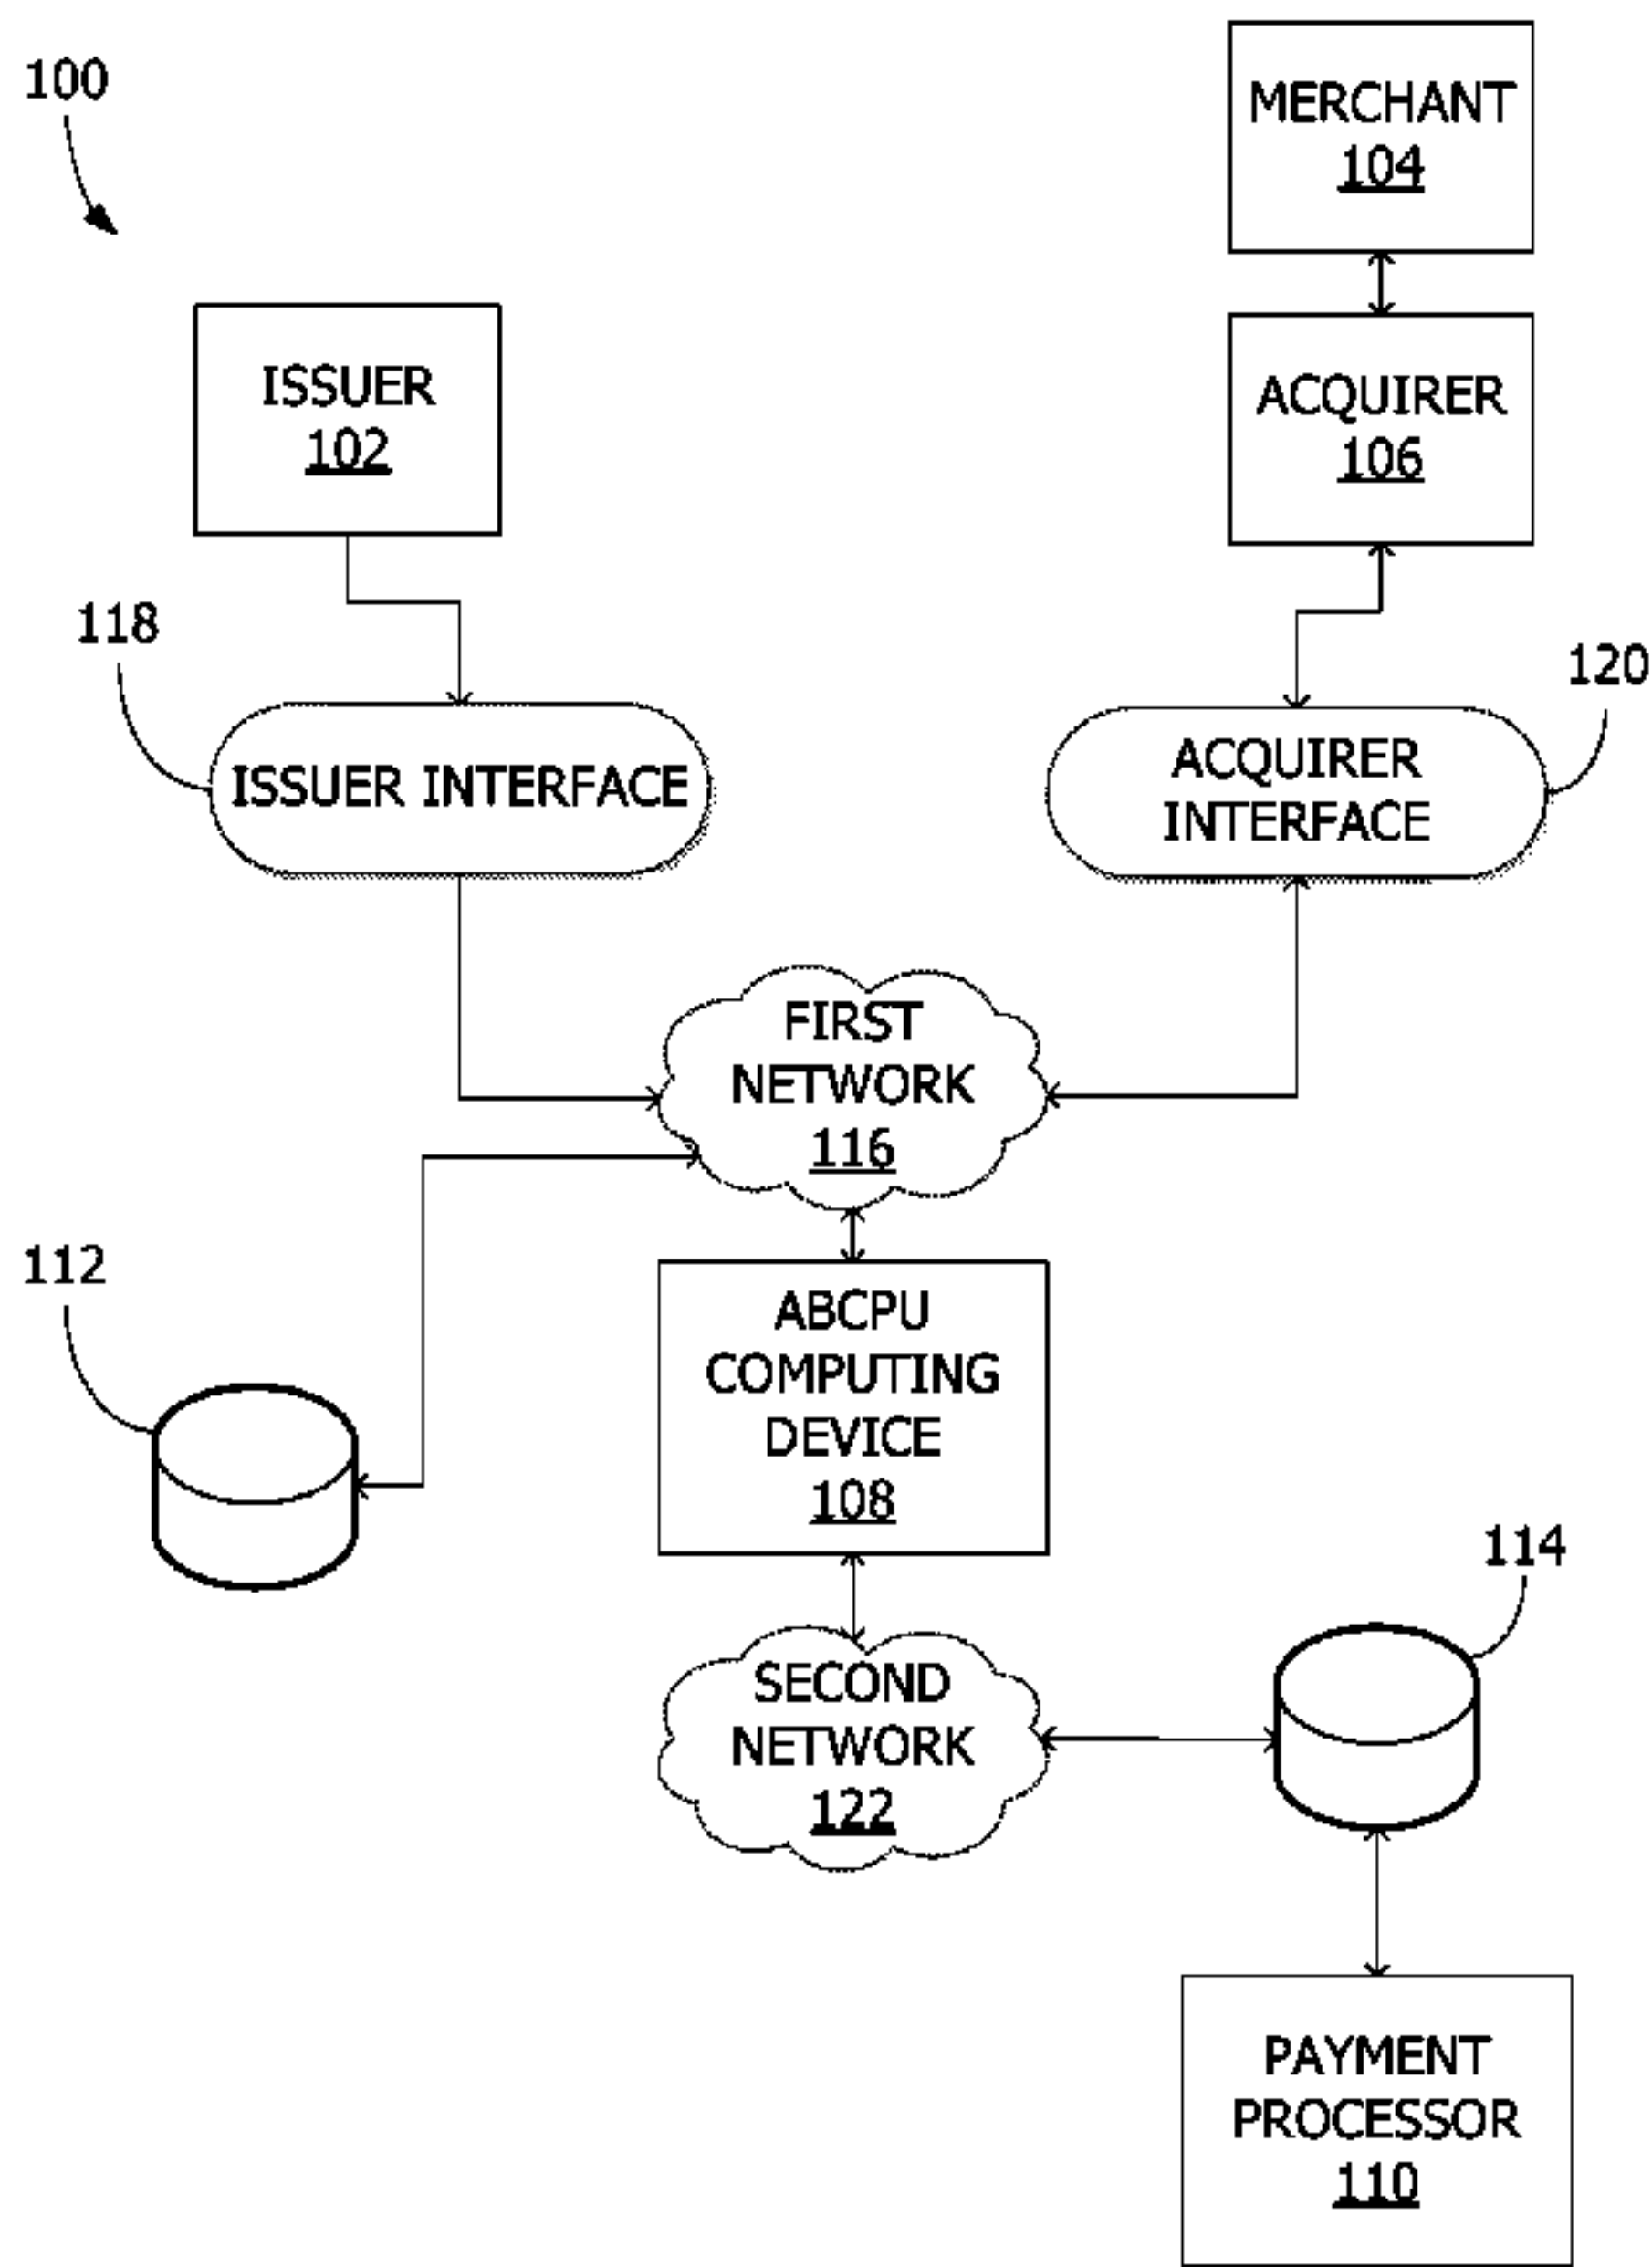 100
MERCHANT
104
ISSUER
102
ACQUIRER
106
118
120
ISSUER INTERFACE
ACQUIRER
INTERFACE
FIRST
NETWORK
116
112
ABCPU
COMPUTING
DEVICE
108
114
SECOND
NETWORK
122
PAYMENT
PROCESSOR
110